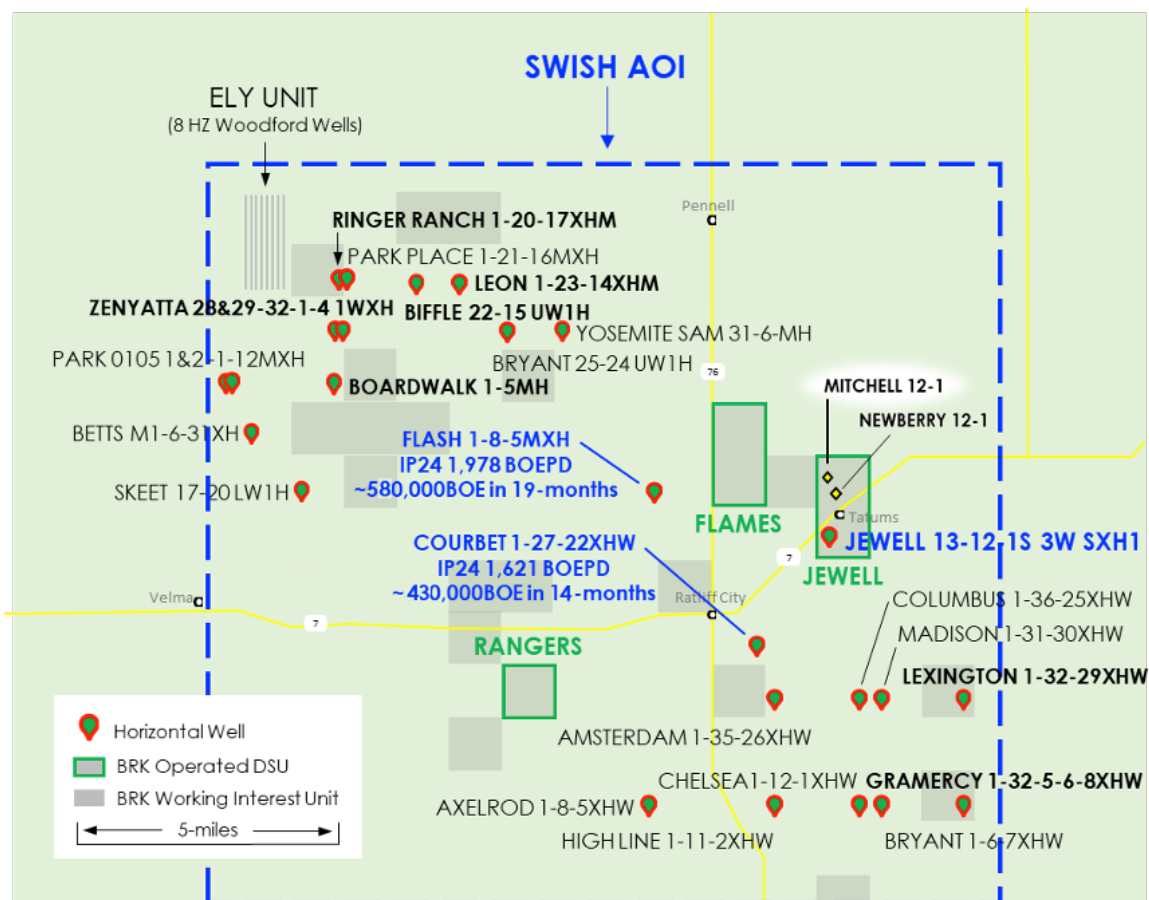 SWISH AOI
ELY UNIT
(8 HZ Woodford Wells)
Pennell
RINGER RANCH 1-20-17XHM
PARK PLACE 1-21-16MXH
LEON 1-23-14XHM
ZENYATTA 28&29-32-1-4 1WXH
BIFFLE 22-15 UW1H
YOSEMITE SAM 31-6-MH
PARK 0105 1&2-1-12MXH
BRYANT 25-24 UW1H
76
BOARDWALK 1-5MH
MITCHELL 12-1
NEWBERRY 12-1
BETTS M1-6-31XH
FLASH 1-8-5MXH
IP24 1,978 BOEPD
~580,000BOE in 19-months
SKEET 17-20 LW1H
FLAMES
Tatums
JEWELL 13-12-1S 3W SXH1
COURBET 1-27-22XHW
IP24 1,621 BOEPD
~430,000BOE in 14-months
7
JEWELL
Velma
Ratliff City
COLUMBUS 1-36-25XHW
7
MADISON 1-31-30XHW
RANGERS
LEXINGTON 1-32-29XHW
Horizontal Well
BRK Operated DSU
BRK Working Interest Unit
5-miles
AMSTERDAM 1-35-26XHW
CHELSEA1-12-1XHW
GRAMERCY 1-32-5-6-8XHW
AXELROD 1-8-5XHW
HIGH LINE 1-11-2XHW
BRYANT 1-6-7XHW